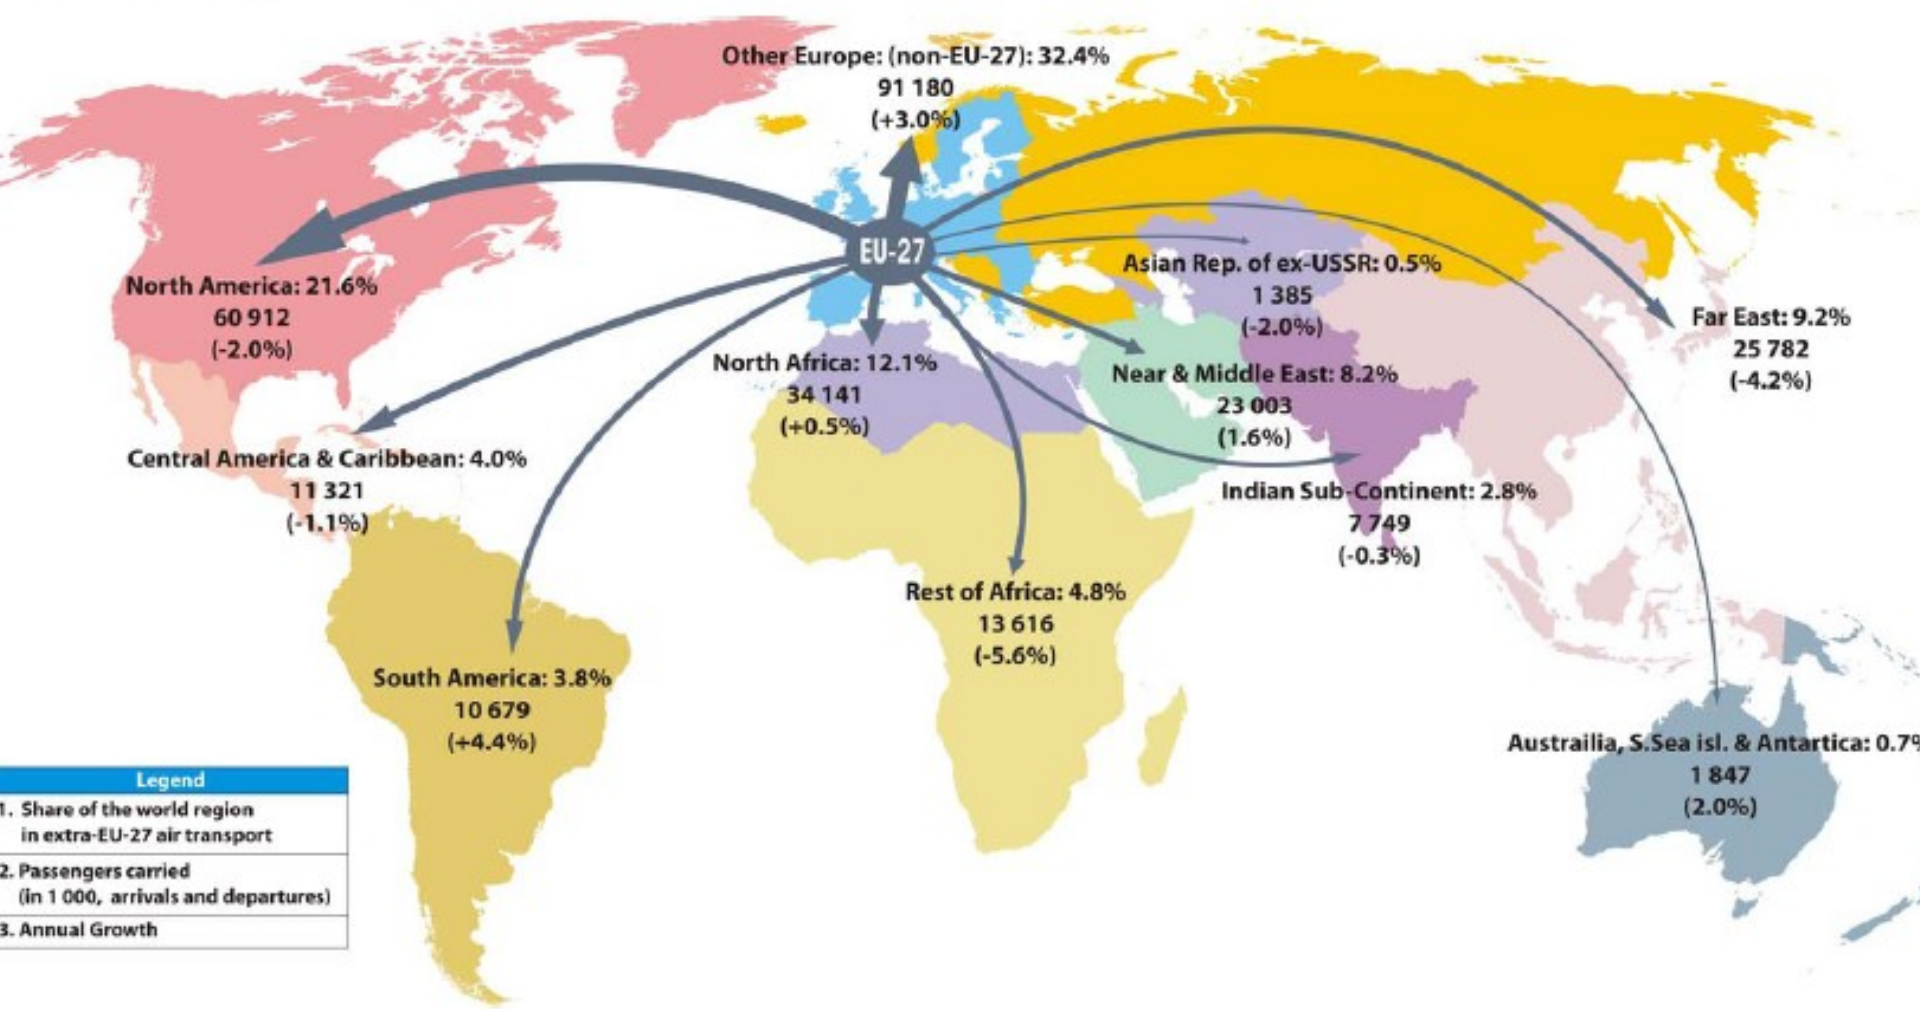 Other Europe: (non-EU-27): 32.4%
91 180
(+3.0%)
EU-27
North America: 21.6%
60 912
(-2.0%)
Asian Rep. of ex-USSR: 0.5%
1 385
(-2.0%)
Far East: 9.2%
25 782
(-4.2%)
North Africa: 12.1%
34 141
(+0.5%)
Near & Middle East: 8.2%
23 003
(1.6%)
Central America & Caribbean: 4.0%
11 321
(-1.1%)
Indian Sub-Continent: 2.8%
7 749
(-0.3%)
Rest of Africa: 4.8%
13 616
(-5.6%)
South America: 3.8%
10 679
(+4.4%)
Austrailia, S.Sea isl. & Antartica: 0.7%
1 847
(2.0%)
Legend
1. Share of the world region
in extra-EU-27 air transport
2. Passengers carried
(in 1 000, arrivals and departures)
3. Annual Growth